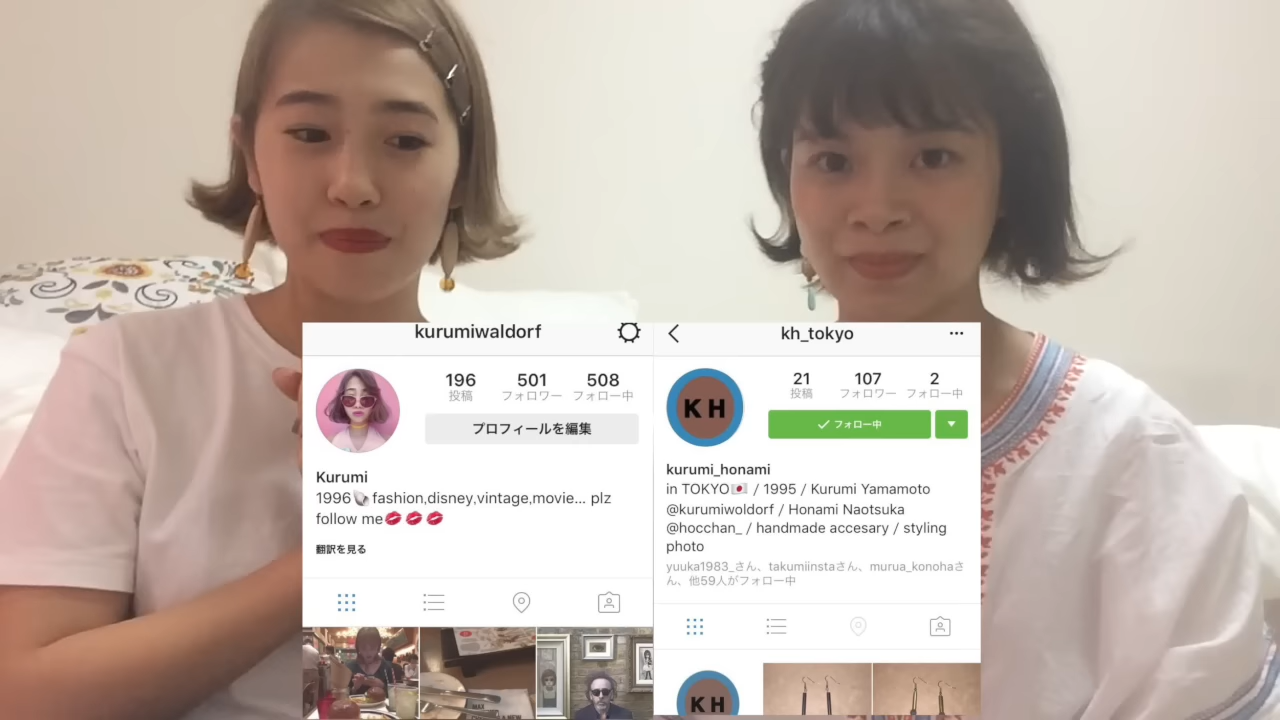 kurumiwaldorf
196
501
508
投稿
フォロワー
フォロー中
プロフィールを編集
Kurumi
1996 fashion,disney,vintage,movie... plz
follow me💋💋💋
翻訳を見る
kh_tokyo
21
107
2
投稿
フォロワー
フォロー中
K H
フォロー中
kurumi_honami
in TOKYO🇯🇵 / 1995 / Kurumi Yamamoto
@kurumiwoldorf / Honami Naotsuka
@hocchan_ / handmade accesary / styling
photo
yuuka1983_さん、takumiinstaさん、murua_konohaさ
ん、他59人がフォロー中
K H